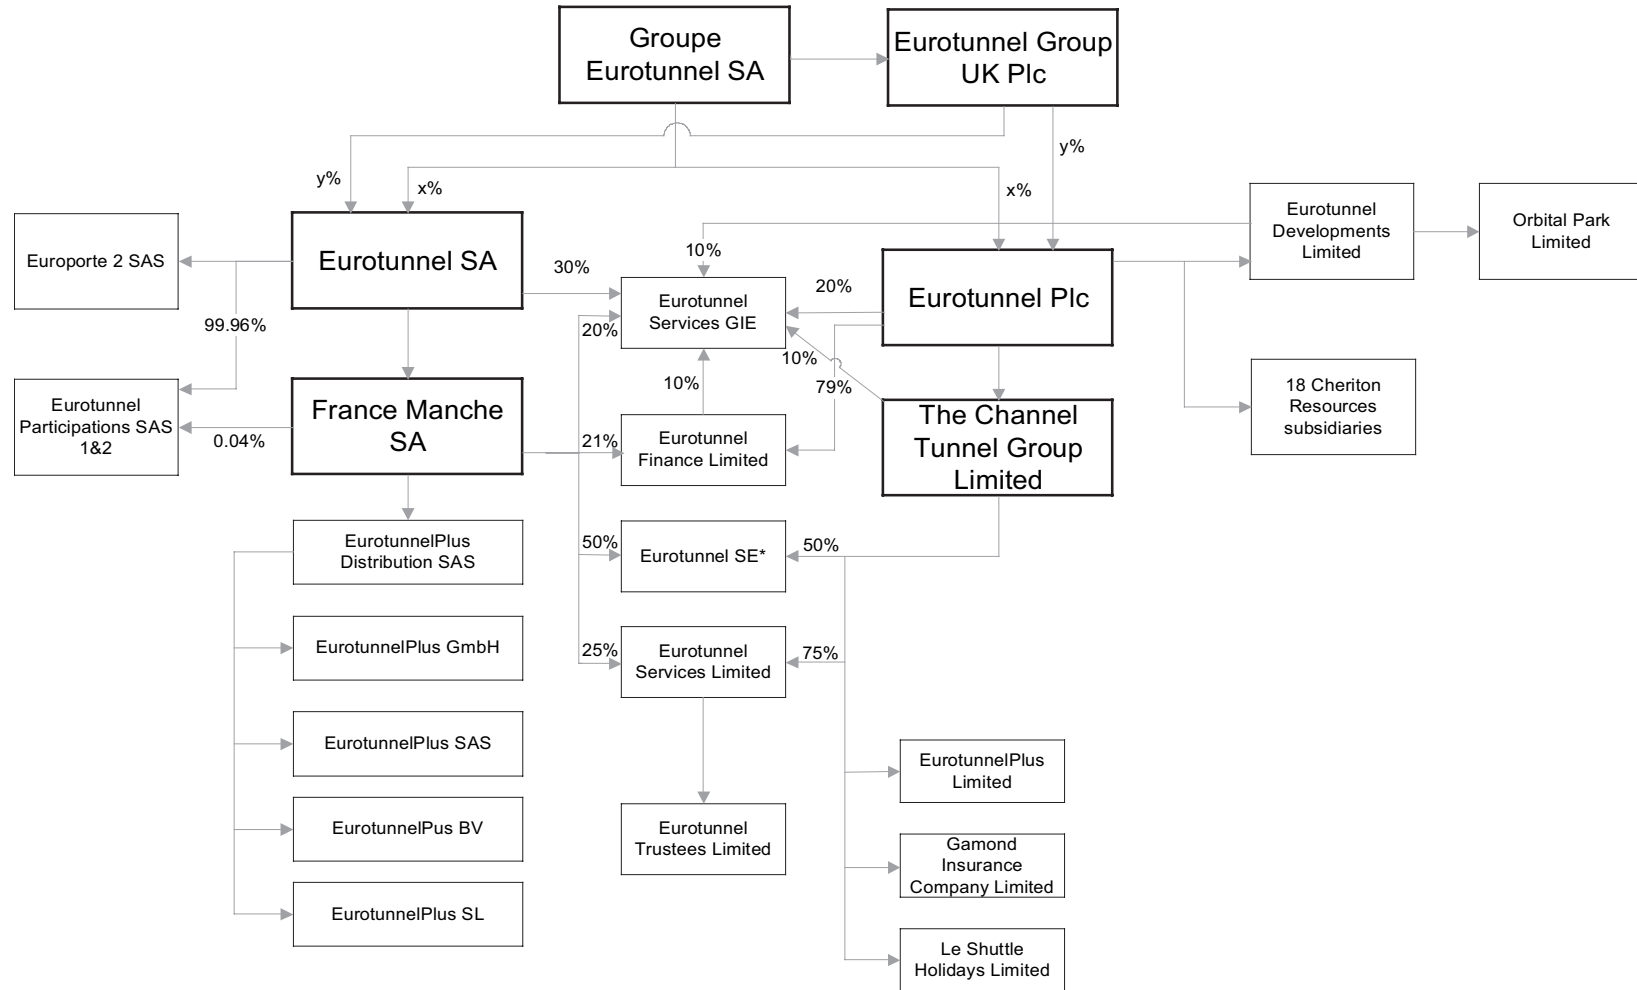 Groupe
Eurotunnel SA
Eurotunnel Group
UK Plc
y%
x%
x%
y%
Europorte 2 SAS
Eurotunnel SA
30%
10%
Eurotunnel
Services GIE
20%
20%
Eurotunnel Plc
Eurotunnel
Developments
Limited
Orbital Park
Limited
99.96%
10%
10%
79%
Eurotunnel
Participations SAS
1&2
0.04%
France Manche
SA
21%
Eurotunnel
Finance Limited
The Channel
Tunnel Group
Limited
18 Cheriton
Resources
subsidiaries
EurotunnelPlus
Distribution SAS
50%
Eurotunnel SE*
50%
EurotunnelPlus GmbH
25%
Eurotunnel
Services Limited
75%
EurotunnelPlus SAS
EurotunnelPlus
Limited
EurotunnelPus BV
Eurotunnel
Trustees Limited
Gamond
Insurance
Company Limited
EurotunnelPlus SL
Le Shuttle
Holidays Limited